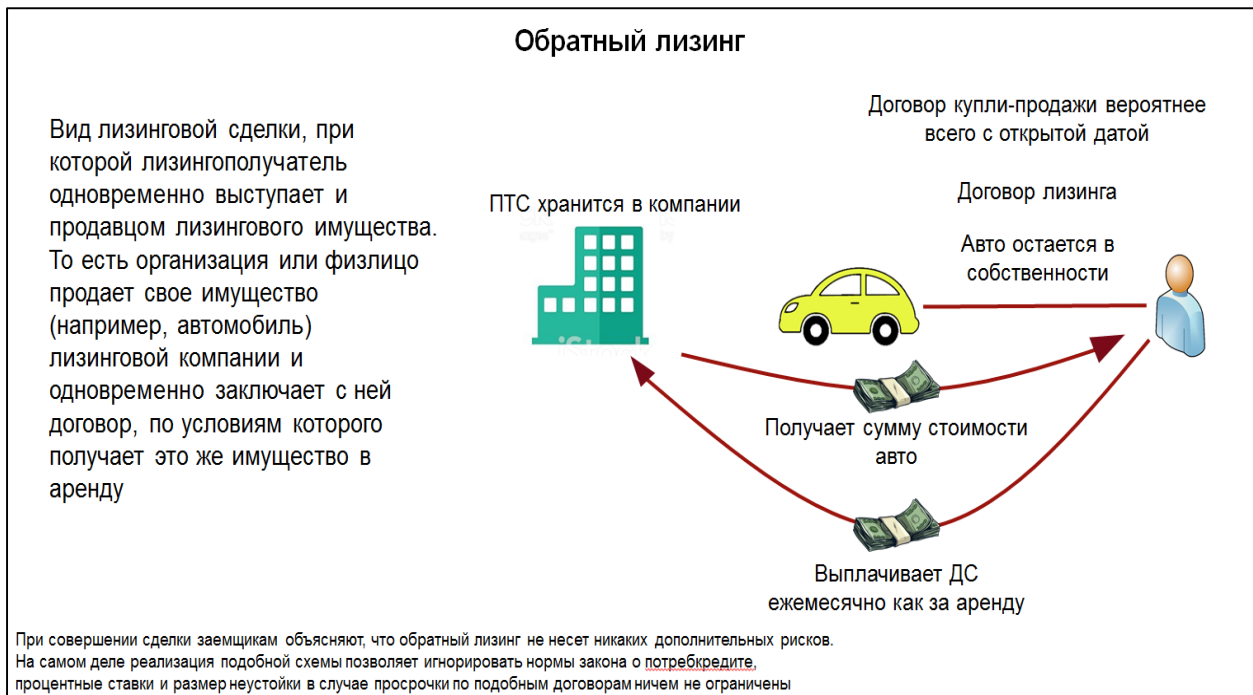 Обратный лизинг
Вид лизинговой сделки, при
которой лизингополучатель
одновременно выступает и
продавцом лизингового имущества.
То есть организация или физлицо
продает свое имущество
(например, автомобиль)
лизинговой компании и
одновременно заключает с ней
договор, по условиям которого
получает это же имущество в
аренду
Договор купли-продажи вероятнее
всего с открытой датой
ПТС хранится в компании
Договор лизинга
Авто остается в
собственности
Получает сумму стоимости
авто
Выплачивает ДС
ежемесячно как за аренду
При совершении сделки заемщикам объясняют, что обратный лизинг не несет никаких дополнительных рисков.
На самом деле реализация подобной схемы позволяет игнорировать нормы закона о потребкредите,
процентные ставки и размер неустойки в случае просрочки по подобным договорам ничем не ограничены